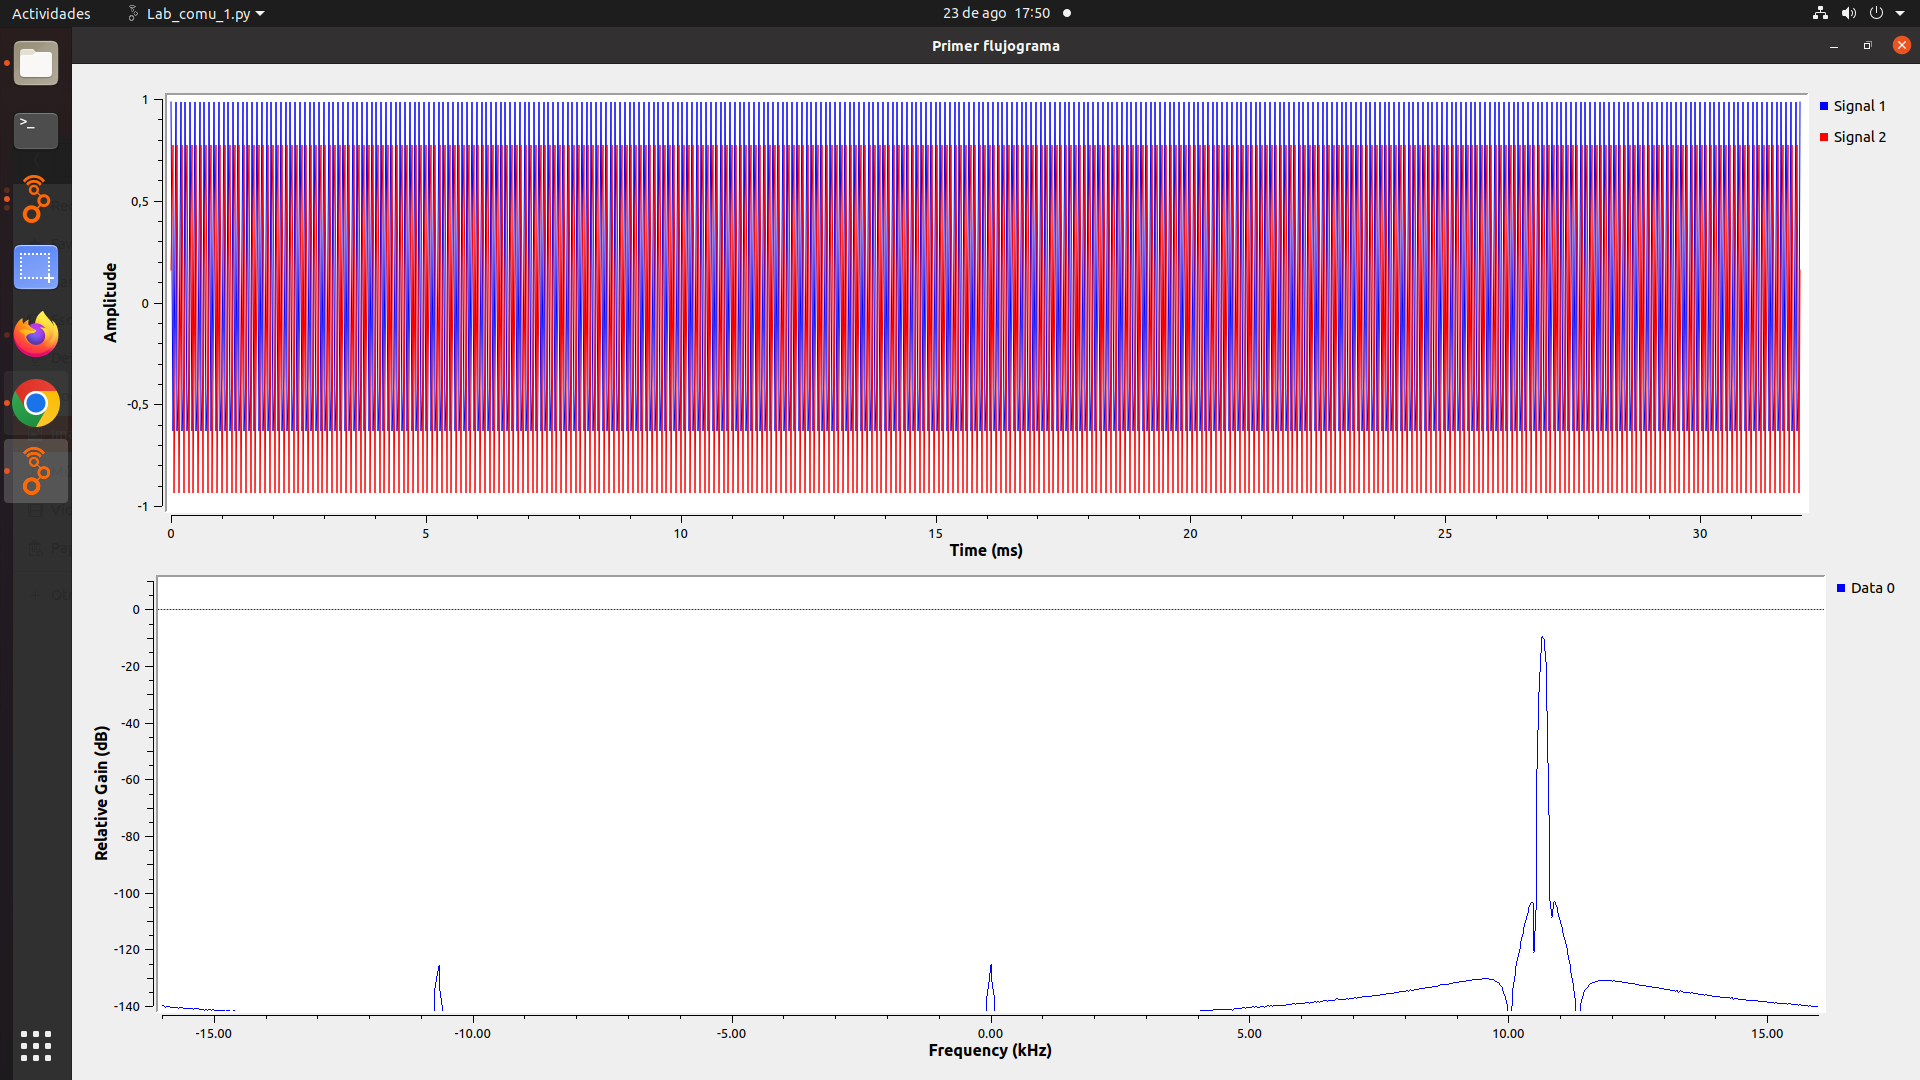 Actividades
Lab_comu_1.py
23 de ago 17:50
Primer flujograma
>_
Signal 1
Signal 2
Amplitude
1
0,5
0
-0,5
-1
0 5 10 15 20 25 30
Time (ms)
Data 0
Relative Gain (dB)
0
-20
-40
-60
-80
-100
-120
-140
-15.00 -10.00 -5.00 0.00 5.00 10.00 15.00
Frequency (kHz)